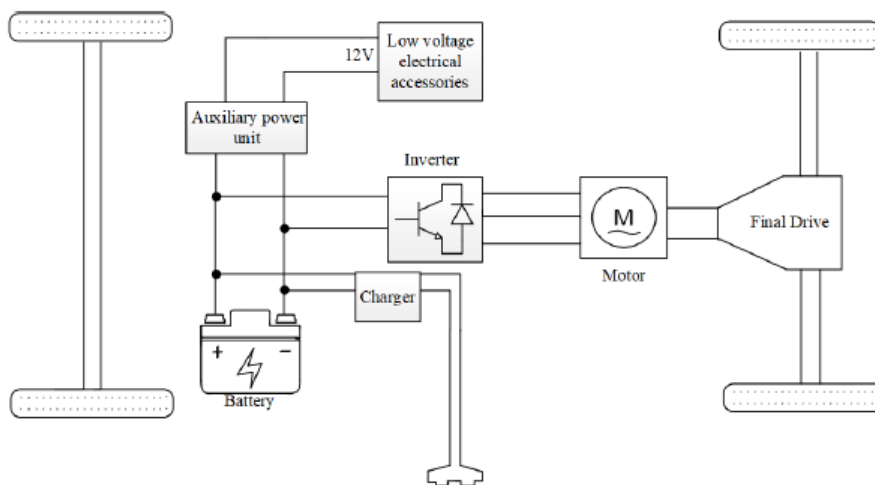 Low voltage
electrical
accessories
12V
Auxiliary power
unit
Inverter
M
Final Drive
Motor
Charger
+ −
Battery